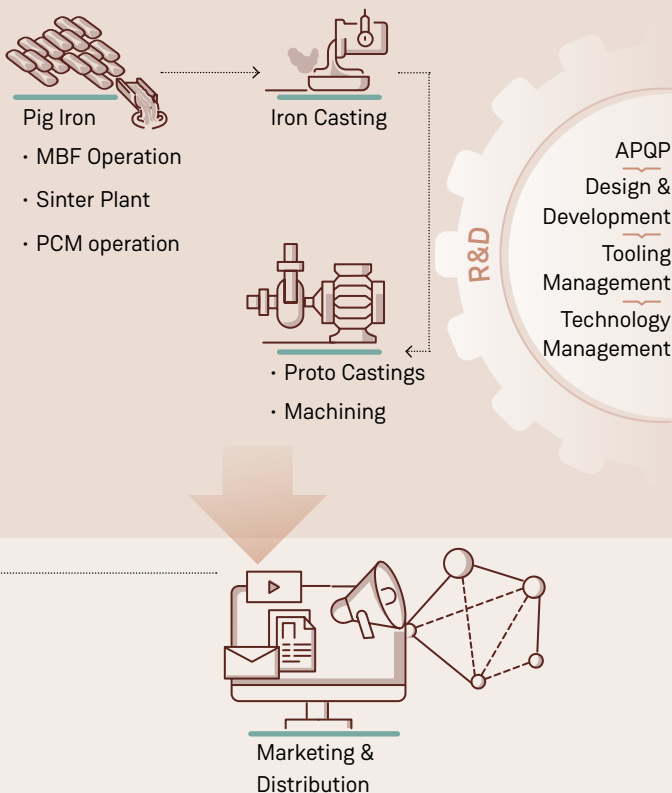 Pig Iron
· MBF Operation
· Sinter Plant
· PCM operation
Iron Casting
· Proto Castings
· Machining
R&D
APQP
Design &
Development
Tooling
Management
Technology
Management
Marketing &
Distribution